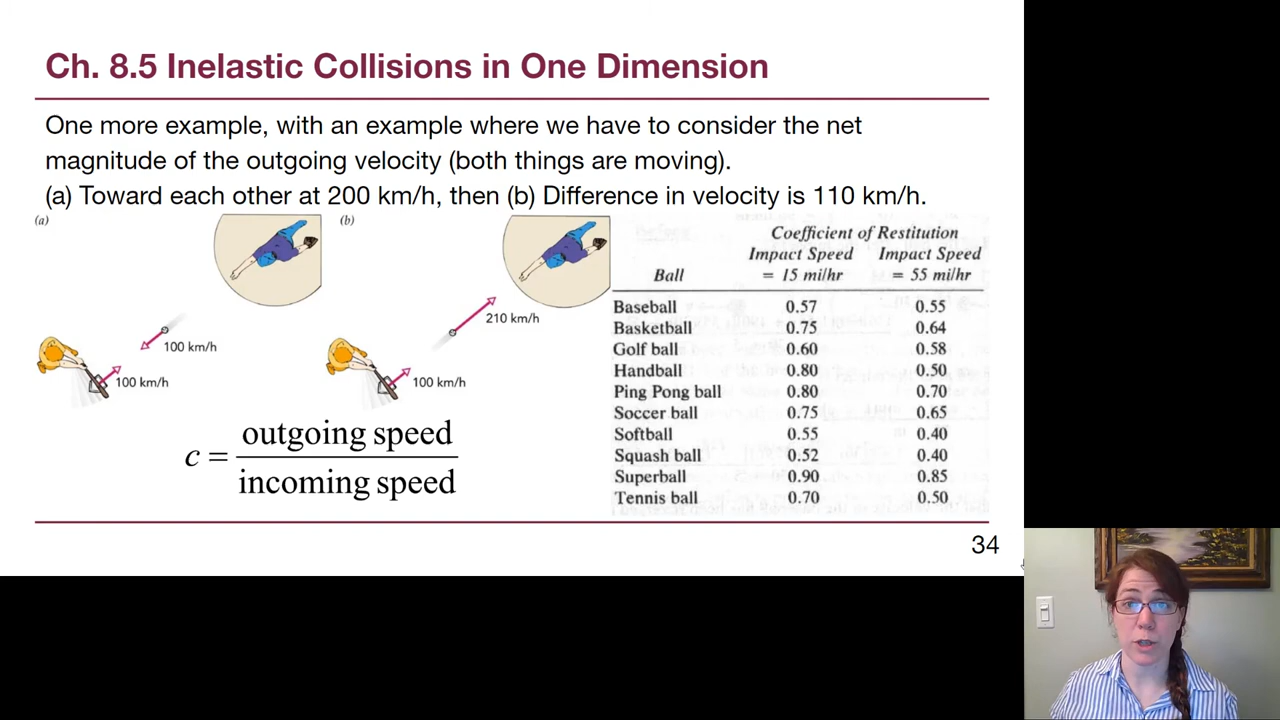 Ch. 8.5 Inelastic Collisions in One Dimension
One more example, with an example where we have to consider the net
magnitude of the outgoing velocity (both things are moving).
(a) Toward each other at 200 km/h, then (b) Difference in velocity is 110 km/h.
(a)
100 km/h
100 km/h
(b)
210 km/h
100 km/h
c = outgoing speed
incoming speed
Coefficient of Restitution
Impact Speed Impact Speed
Ball = 15 mi/hr = 55 mi/hr
Baseball 0.57 0.55
Basketball 0.75 0.64
Golf ball 0.60 0.58
Handball 0.80 0.50
Ping Pong ball 0.80 0.70
Soccer ball 0.75 0.65
Softball 0.55 0.40
Squash ball 0.52 0.40
Superball 0.90 0.85
Tennis ball 0.70 0.50
34